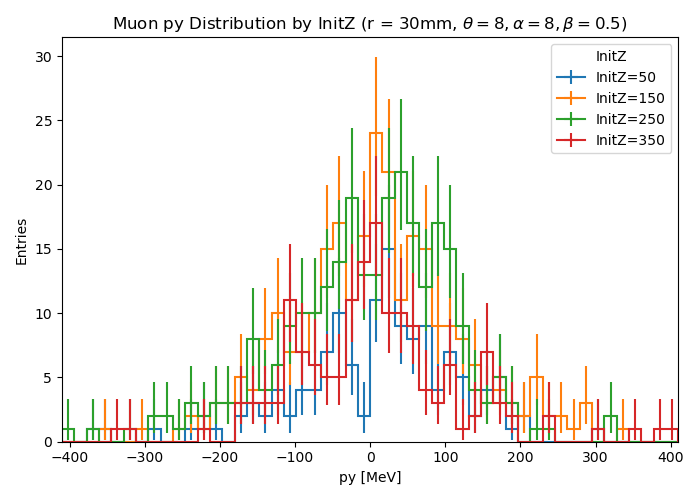 Muon py Distribution by InitZ (r = 30mm, θ = 8, α = 8, β = 0.5)
InitZ
InitZ=50
InitZ=150
InitZ=250
InitZ=350
Entries
30
25
20
15
10
5
0
−400 −300 −200 −100 0 100 200 300 400
py [MeV]